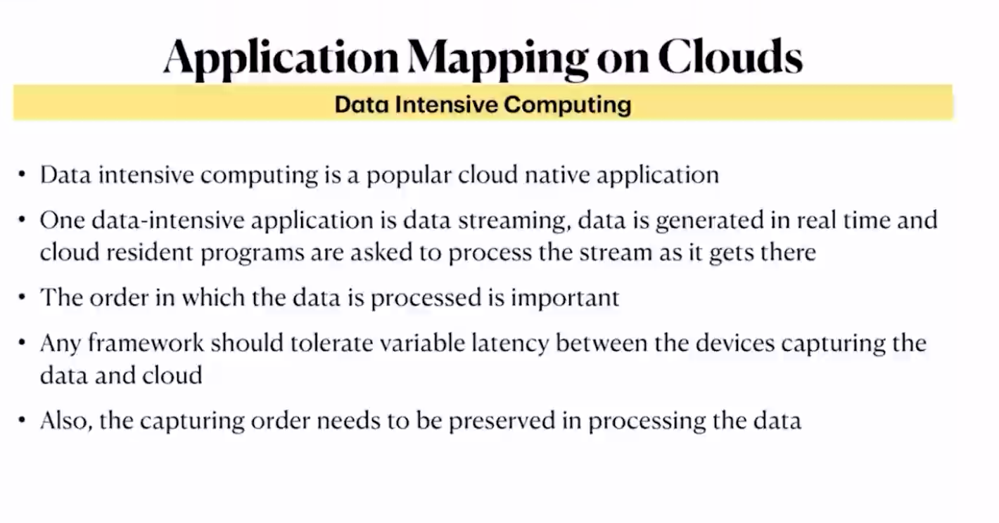 Application Mapping on Clouds
Data Intensive Computing
• Data intensive computing is a popular cloud native application
• One data-intensive application is data streaming, data is generated in real time and
cloud resident programs are asked to process the stream as it gets there
• The order in which the data is processed is important
• Any framework should tolerate variable latency between the devices capturing the
data and cloud
• Also, the capturing order needs to be preserved in processing the data